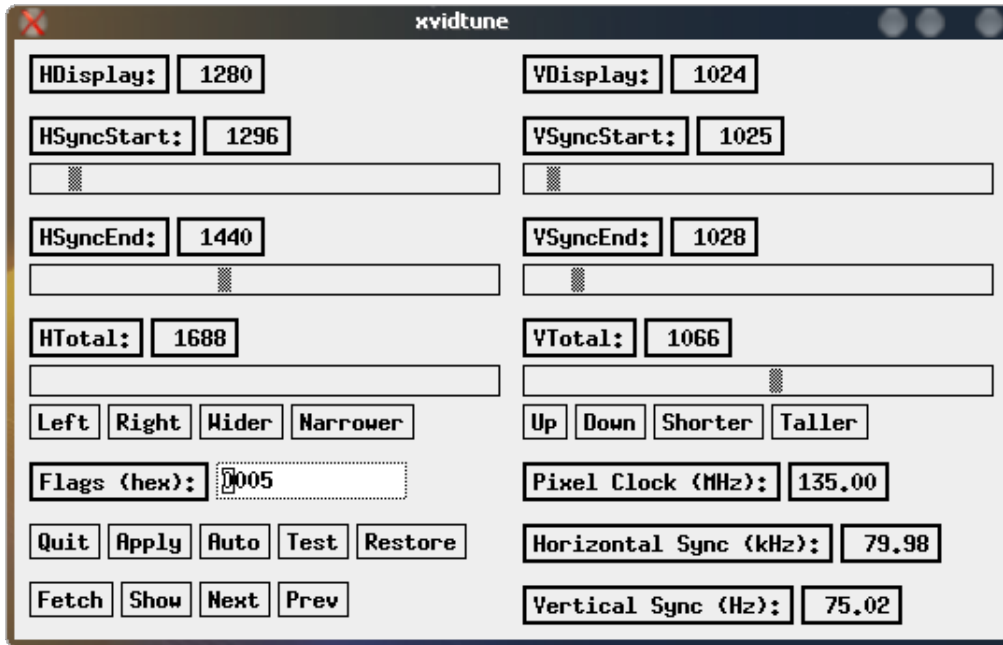 xvidtune
HDisplay: 1280
VDisplay: 1024
HSyncStart: 1296
VSyncStart: 1025
HSyncEnd: 1440
VSyncEnd: 1028
HTotal: 1688
VTotal: 1066
Left Right Wider Narrower
Up Down Shorter Taller
Flags (hex): 0005
Pixel Clock (MHz): 135.00
Quit Apply Auto Test Restore
Horizontal Sync (kHz): 79.98
Fetch Show Next Prev
Vertical Sync (Hz): 75.02